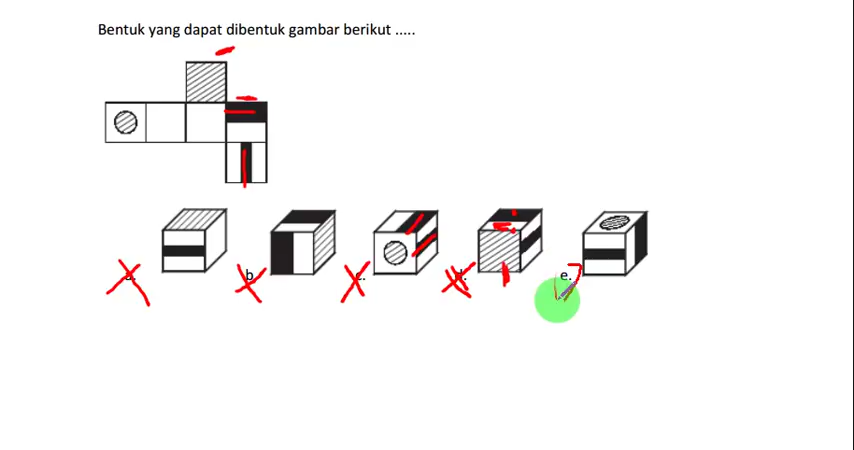 Bentuk yang dapat dibentuk gambar berikut .....
a. b. c. d. e.